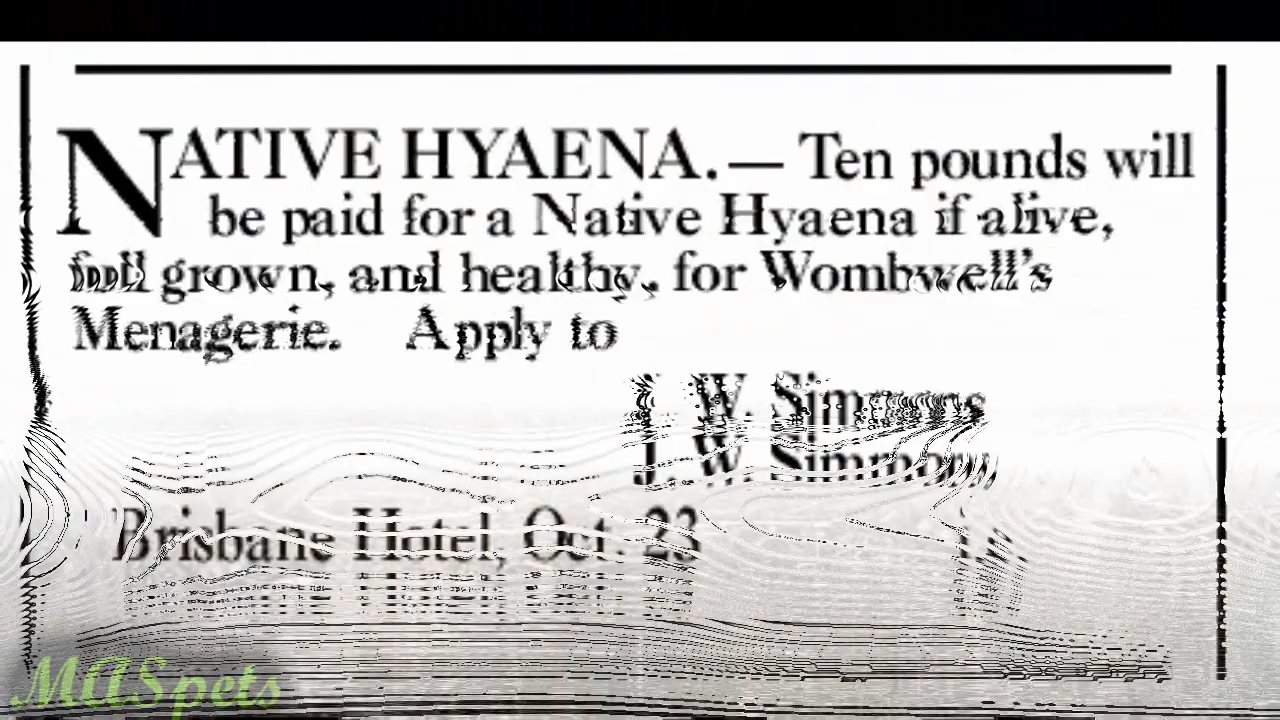 NATIVE HYAENA.— Ten pounds will
be paid for a Native Hyaena if alive,
full grown, and healthy, for Wombwell's
Menagerie. Apply to
J. W. Simmons
Brisbane Hotel, Oct. 23
MASpets